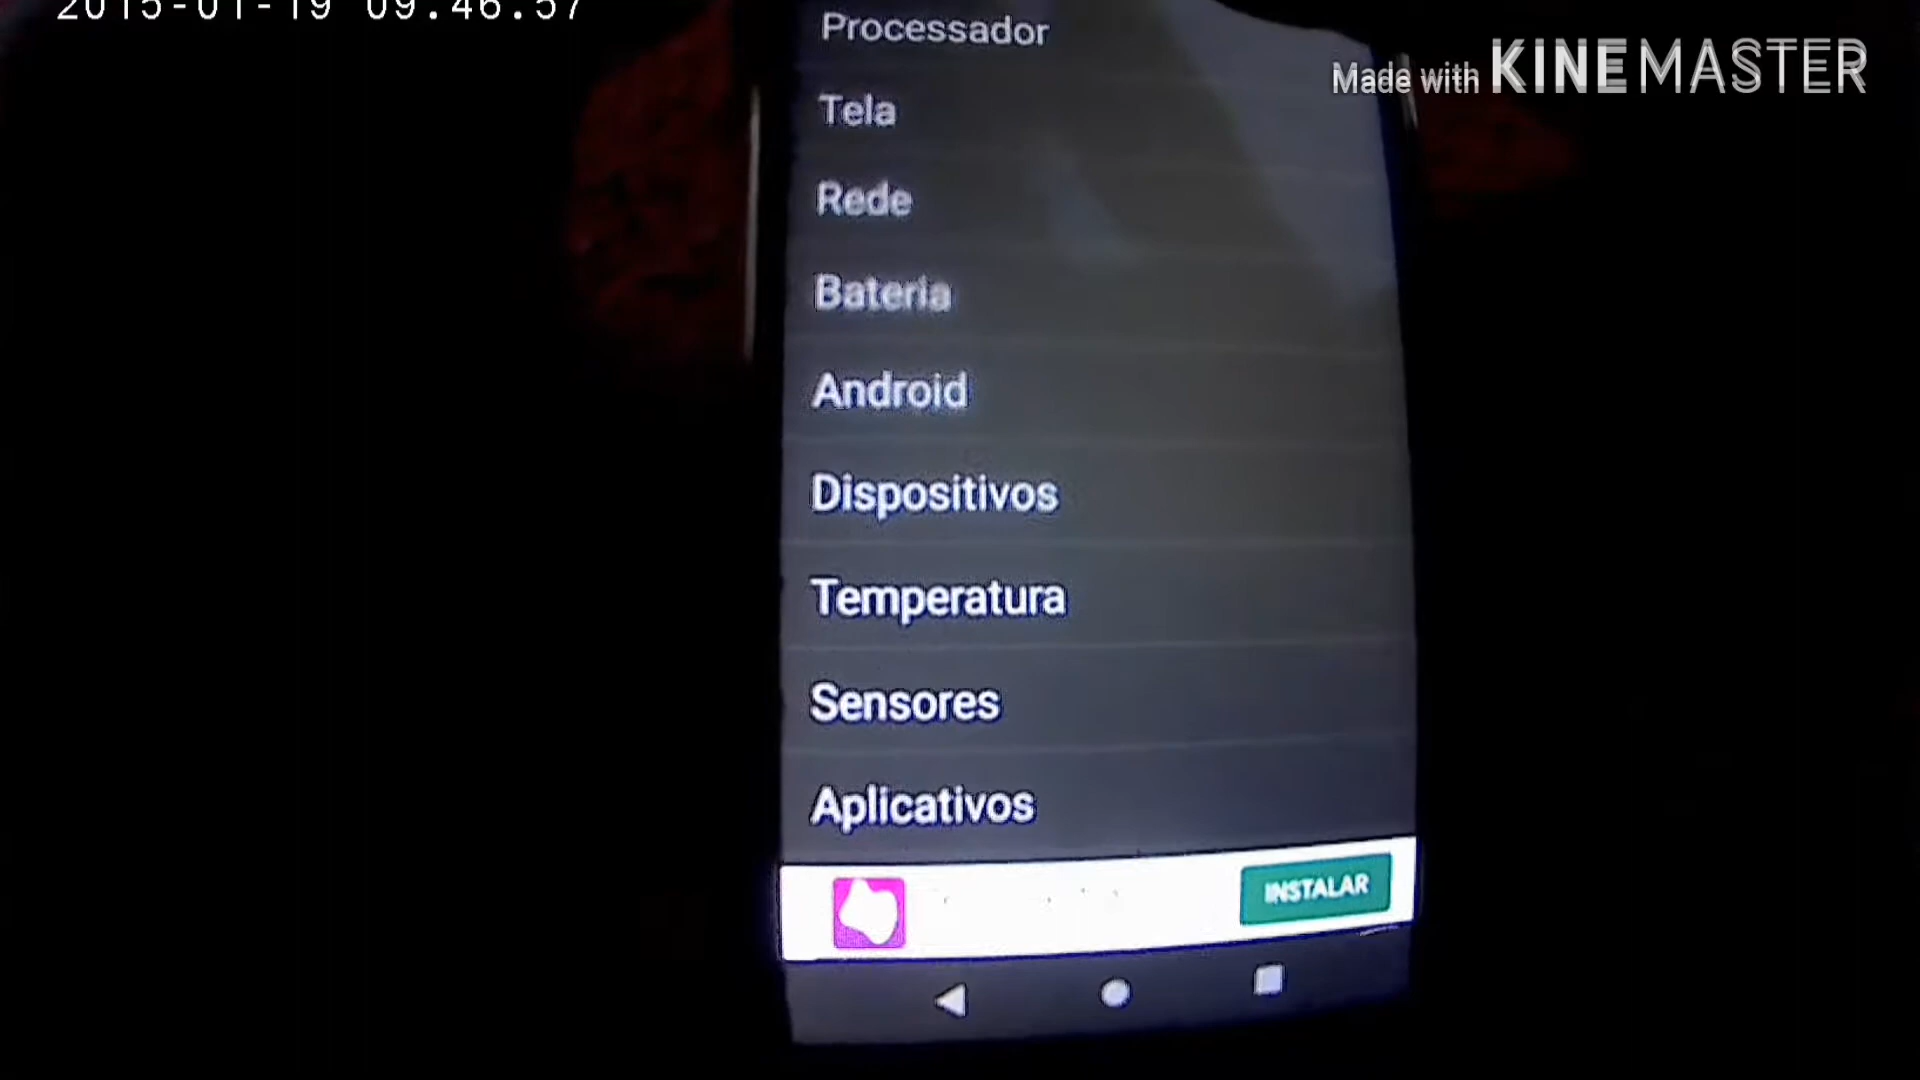 2015-01-19 09:46:57
Made with KINEMASTER
Processador
Tela
Rede
Bateria
Android
Dispositivos
Temperatura
Sensores
Aplicativos
INSTALAR